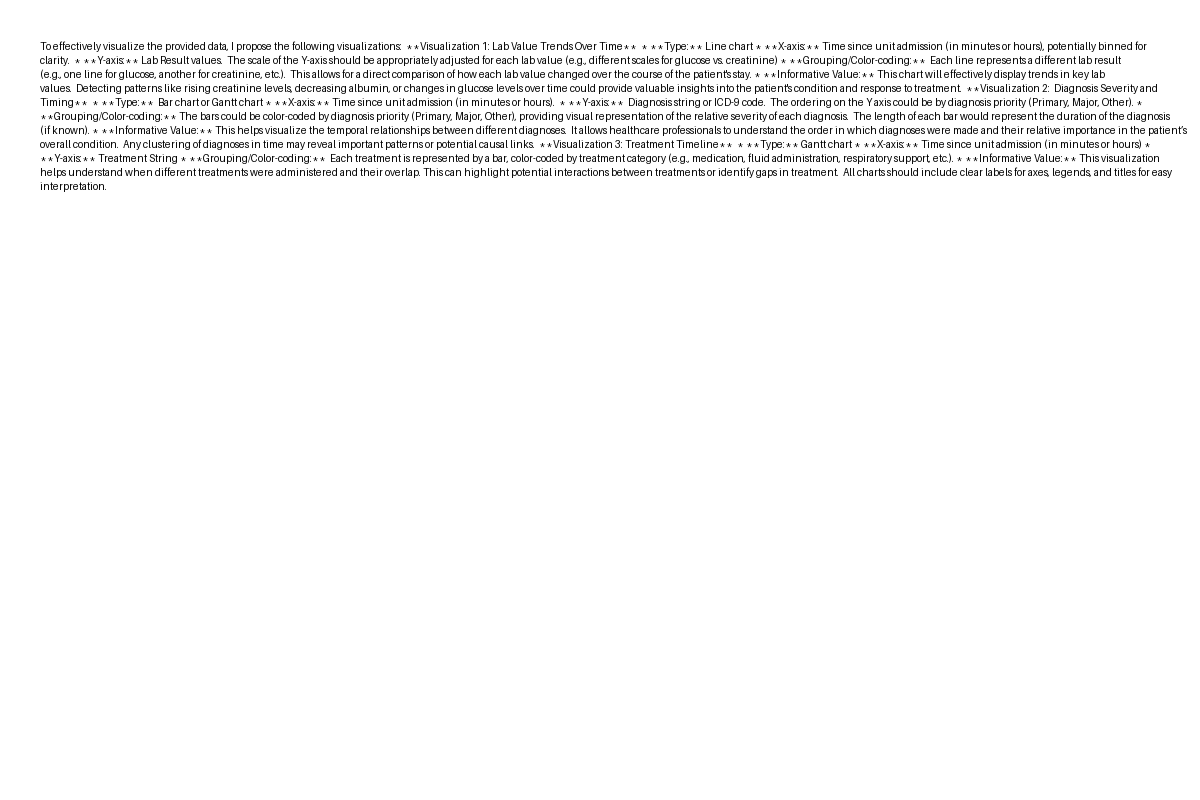 To effectively visualize the provided data, I propose the following visualizations:  **Visualization 1: Lab Value Trends Over Time**  * **Type:** Line chart * **X-axis:** Time since unit admission (in minutes or hours), potentially binned for
clarity.  * **Y-axis:** Lab Result values.  The scale of the Y-axis should be appropriately adjusted for each lab value (e.g., different scales for glucose vs. creatinine) * **Grouping/Color-coding:**  Each line represents a different lab result
(e.g., one line for glucose, another for creatinine, etc.).  This allows for a direct comparison of how each lab value changed over the course of the patient's stay. * **Informative Value:** This chart will effectively display trends in key lab
values.  Detecting patterns like rising creatinine levels, decreasing albumin, or changes in glucose levels over time could provide valuable insights into the patient's condition and response to treatment.  **Visualization 2:  Diagnosis Severity and
Timing**  * **Type:**  Bar chart or Gantt chart * **X-axis:** Time since unit admission (in minutes or hours).  * **Y-axis:**  Diagnosis string or ICD-9 code.  The ordering on the Y axis could be by diagnosis priority (Primary, Major, Other). *
**Grouping/Color-coding:** The bars could be color-coded by diagnosis priority (Primary, Major, Other), providing visual representation of the relative severity of each diagnosis.  The length of each bar would represent the duration of the diagnosis
(if known). * **Informative Value:** This helps visualize the temporal relationships between different diagnoses.  It allows healthcare professionals to understand the order in which diagnoses were made and their relative importance in the patient's
overall condition.  Any clustering of diagnoses in time may reveal important patterns or potential causal links.  **Visualization 3: Treatment Timeline**  * **Type:** Gantt chart * **X-axis:** Time since unit admission (in minutes or hours) *
**Y-axis:** Treatment String * **Grouping/Color-coding:**  Each treatment is represented by a bar, color-coded by treatment category (e.g., medication, fluid administration, respiratory support, etc.). * **Informative Value:** This visualization
helps understand when different treatments were administered and their overlap. This can highlight potential interactions between treatments or identify gaps in treatment.  All charts should include clear labels for axes, legends, and titles for easy
interpretation.